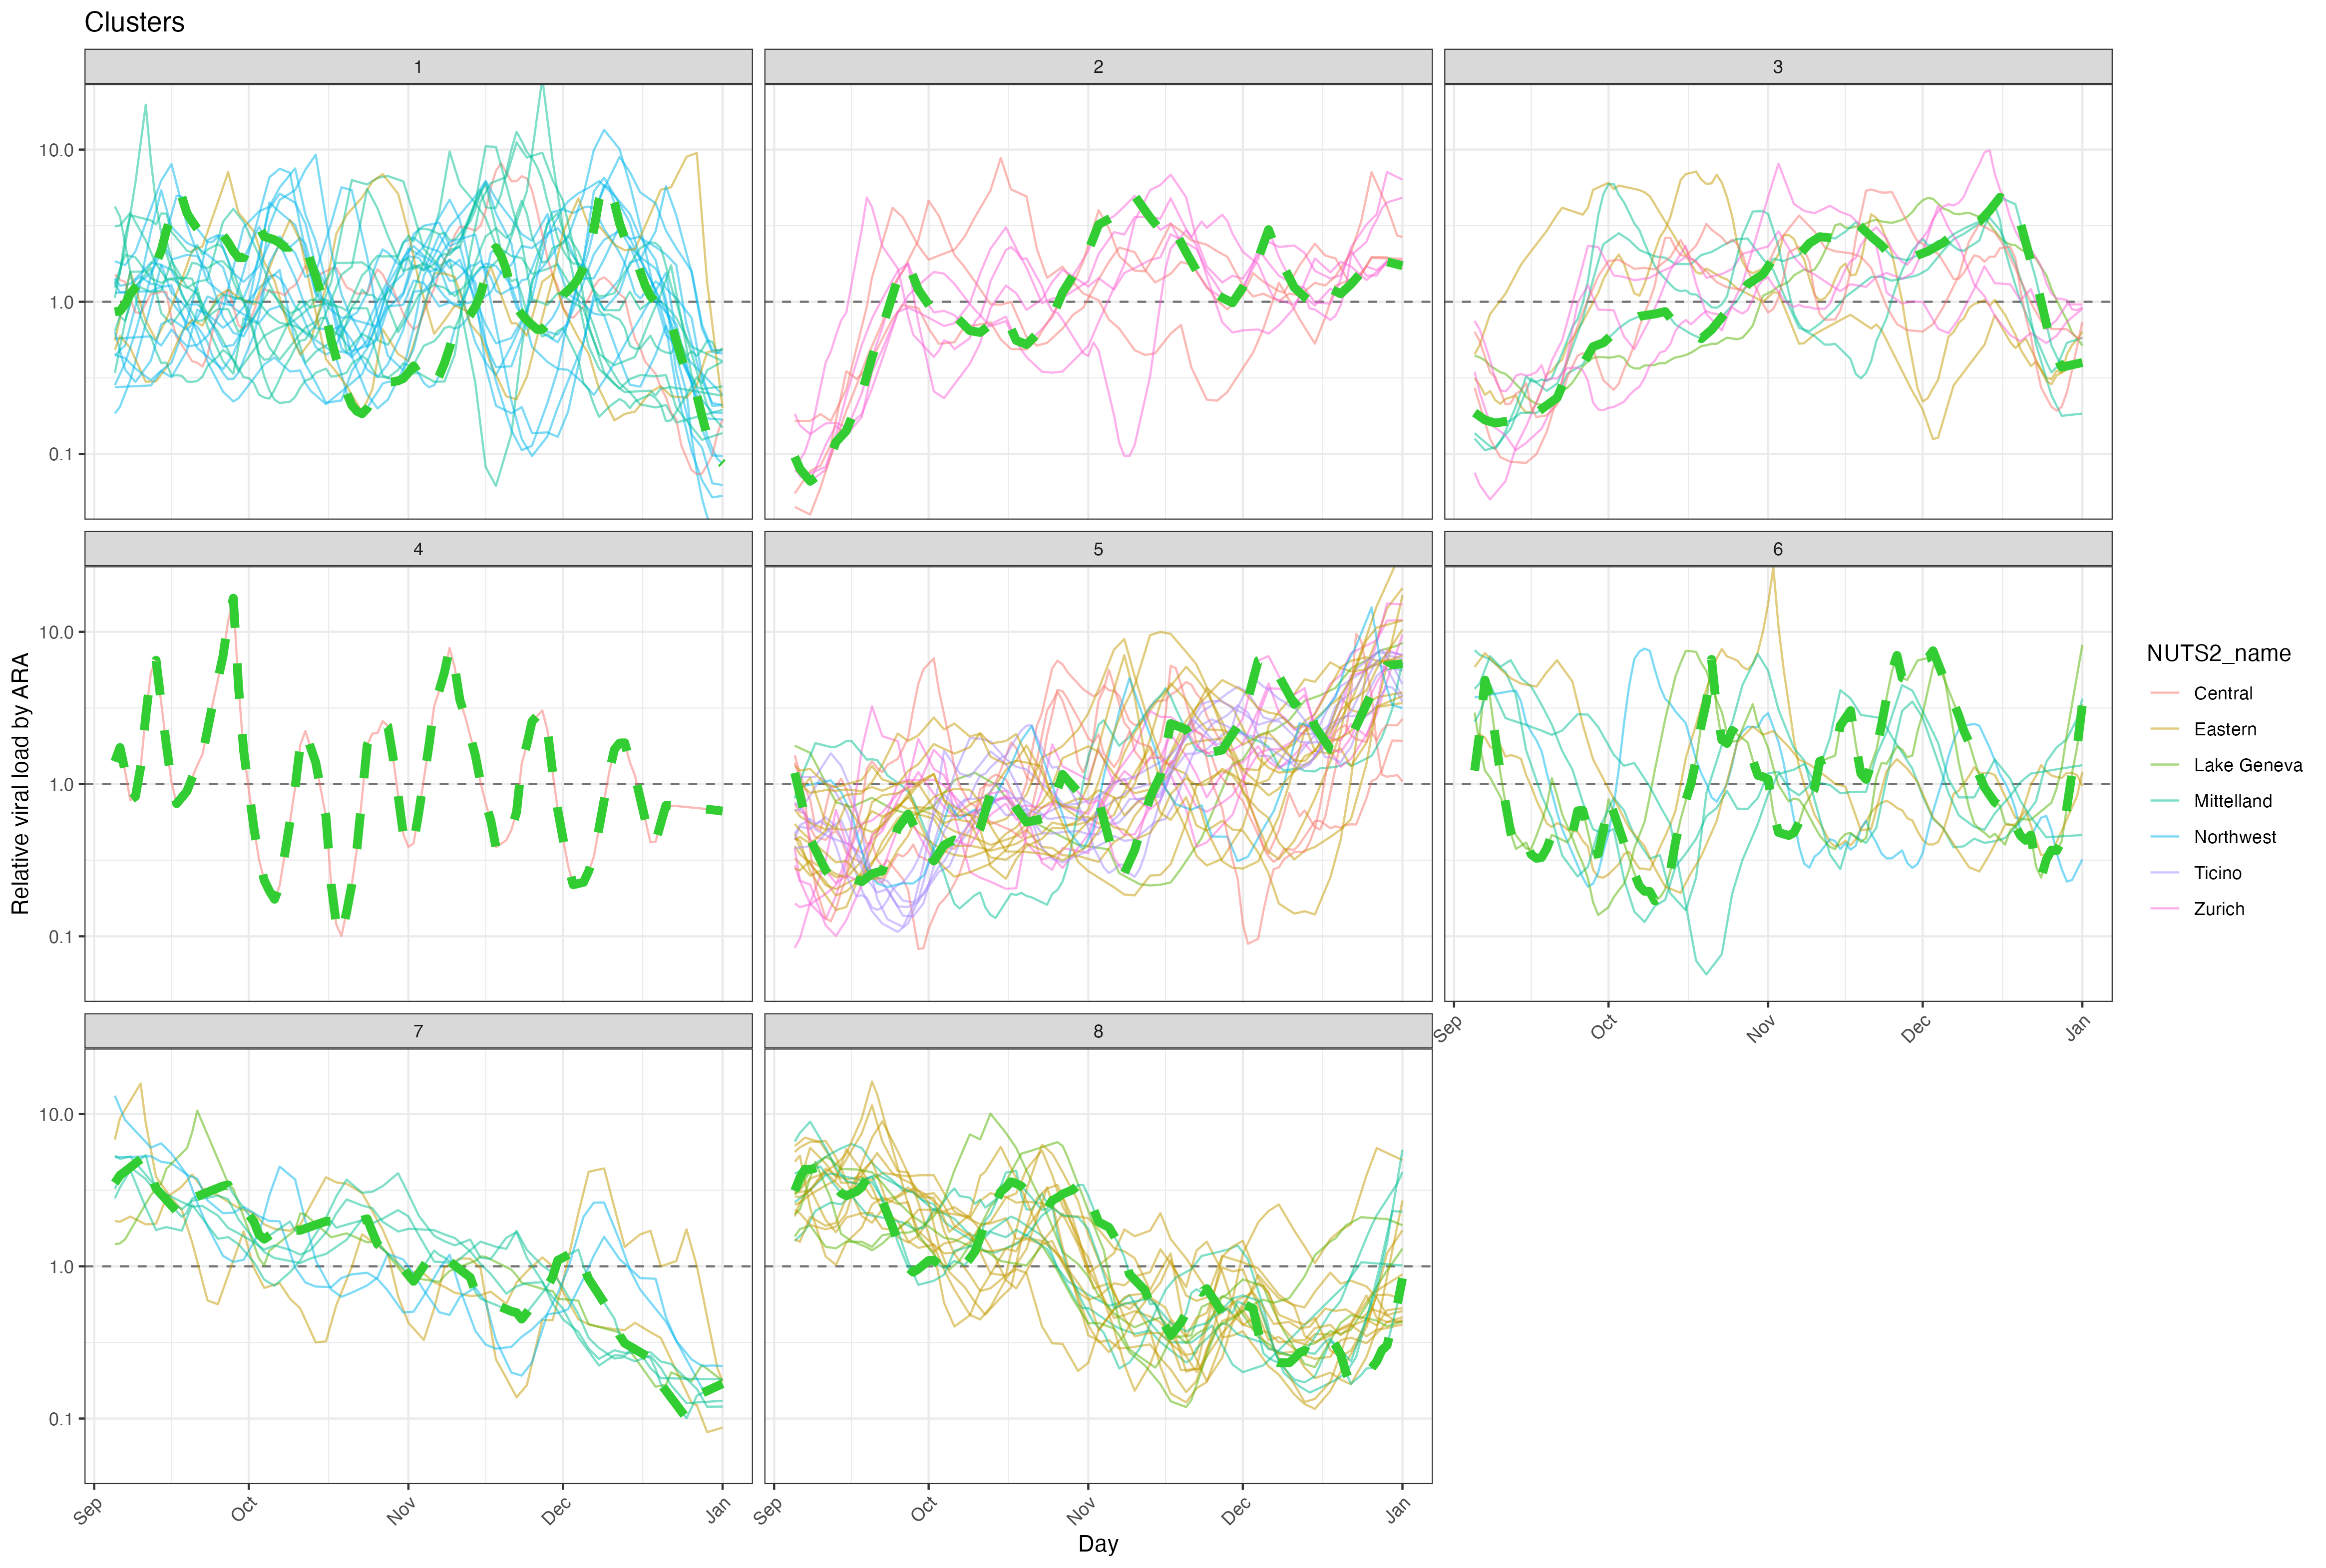 Clusters
1
2
3
10.0
1.0
0.1
4
5
6
10.0
1.0
0.1
Sep
Oct
Nov
Dec
Jan
7
8
10.0
1.0
0.1
Sep
Oct
Nov
Dec
Jan
Sep
Oct
Nov
Dec
Jan
Day
Relative viral load by ARA
NUTS2_name
Central
Eastern
Lake Geneva
Mittelland
Northwest
Ticino
Zurich